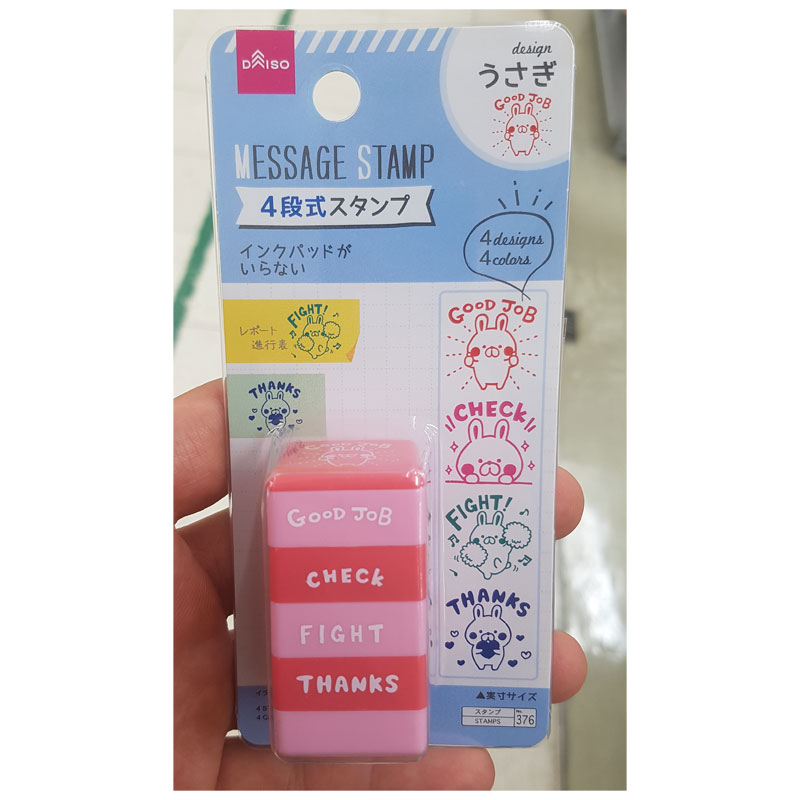 DAISO
design
うさぎ
GOOD JOB
MESSAGE STAMP
4段式スタンプ
インクパッドが
いらない
4designs
4colors
レポート
進行表
FIGHT!
THANKS
GOOD JOB
CHECK
FIGHT!
THANKS
▲実寸サイズ
スタンプ
STAMPS
No.
376
GOOD JOB
GOOD JOB
CHECK
FIGHT
THANKS